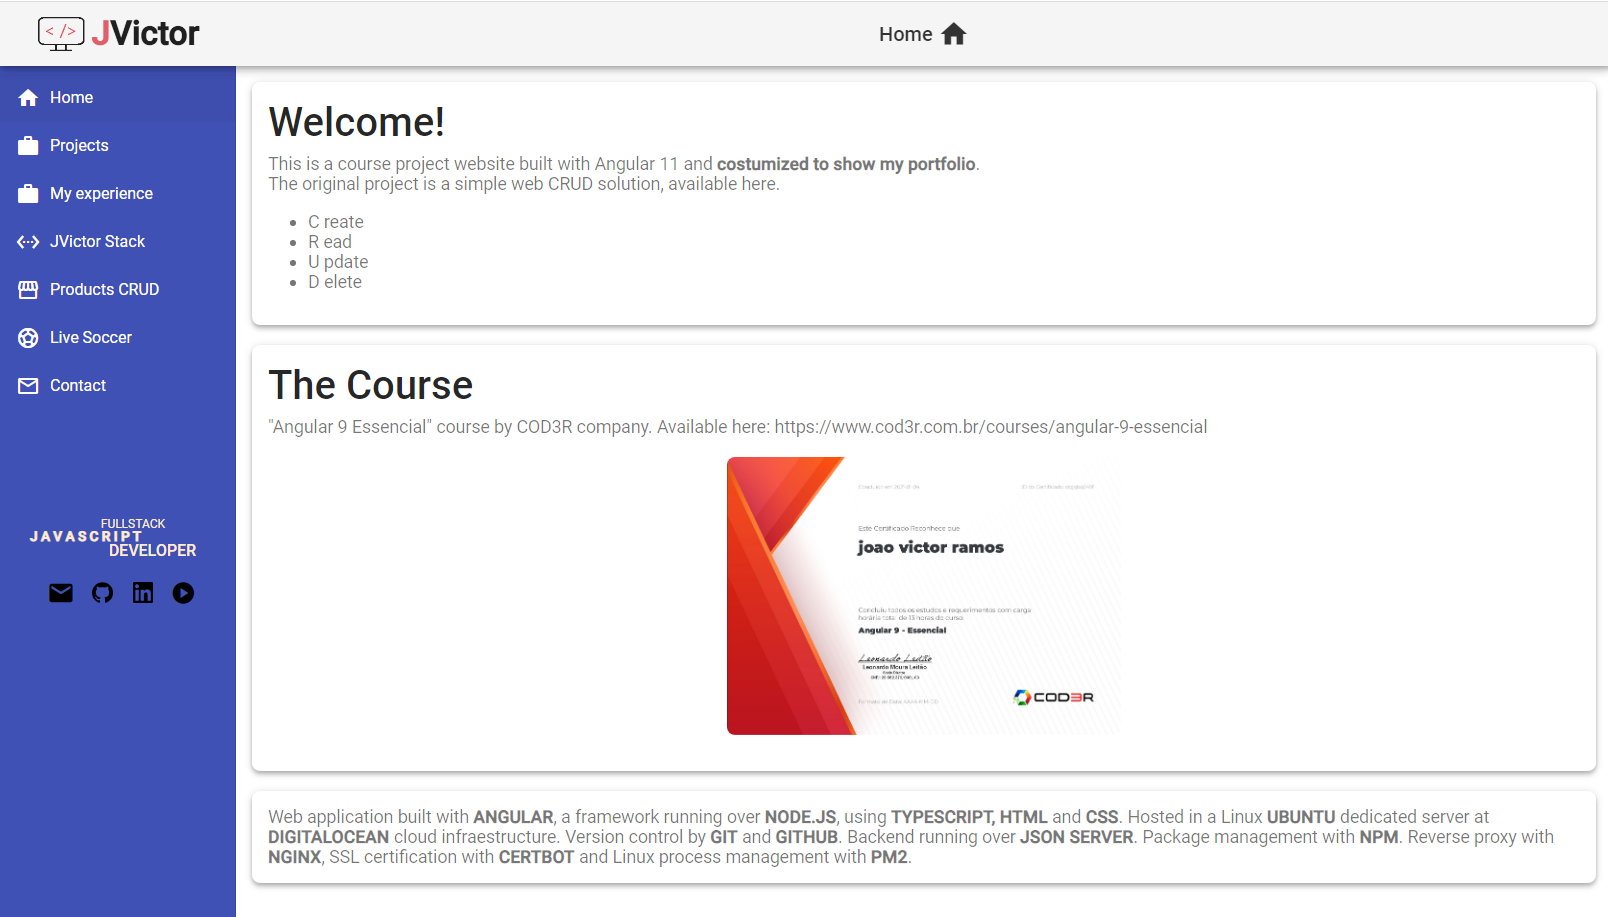 </> JVictor
Home
Home
Projects
My experience
JVictor Stack
Products CRUD
Live Soccer
Contact
FULLSTACK
JAVASCRIPT
DEVELOPER
Welcome!
This is a course project website built with Angular 11 and costumized to show my portfolio.
The original project is a simple web CRUD solution, available here.
C reate
R ead
U pdate
D elete
The Course
"Angular 9 Essencial" course by COD3R company. Available here: https://www.cod3r.com.br/courses/angular-9-essencial
Este Certificado Reconhece que
joao victor ramos
Concluiu todos os estudos e requerimentos com carga
horária total de 13 horas do curso
Angular 9 - Essencial
Leonardo Leitão
Leonardo Moura Leitão
COD3R
Web application built with ANGULAR, a framework running over NODE.JS, using TYPESCRIPT, HTML and CSS. Hosted in a Linux UBUNTU dedicated server at
DIGITALOCEAN cloud infraestructure. Version control by GIT and GITHUB. Backend running over JSON SERVER. Package management with NPM. Reverse proxy with
NGINX, SSL certification with CERTBOT and Linux process management with PM2.